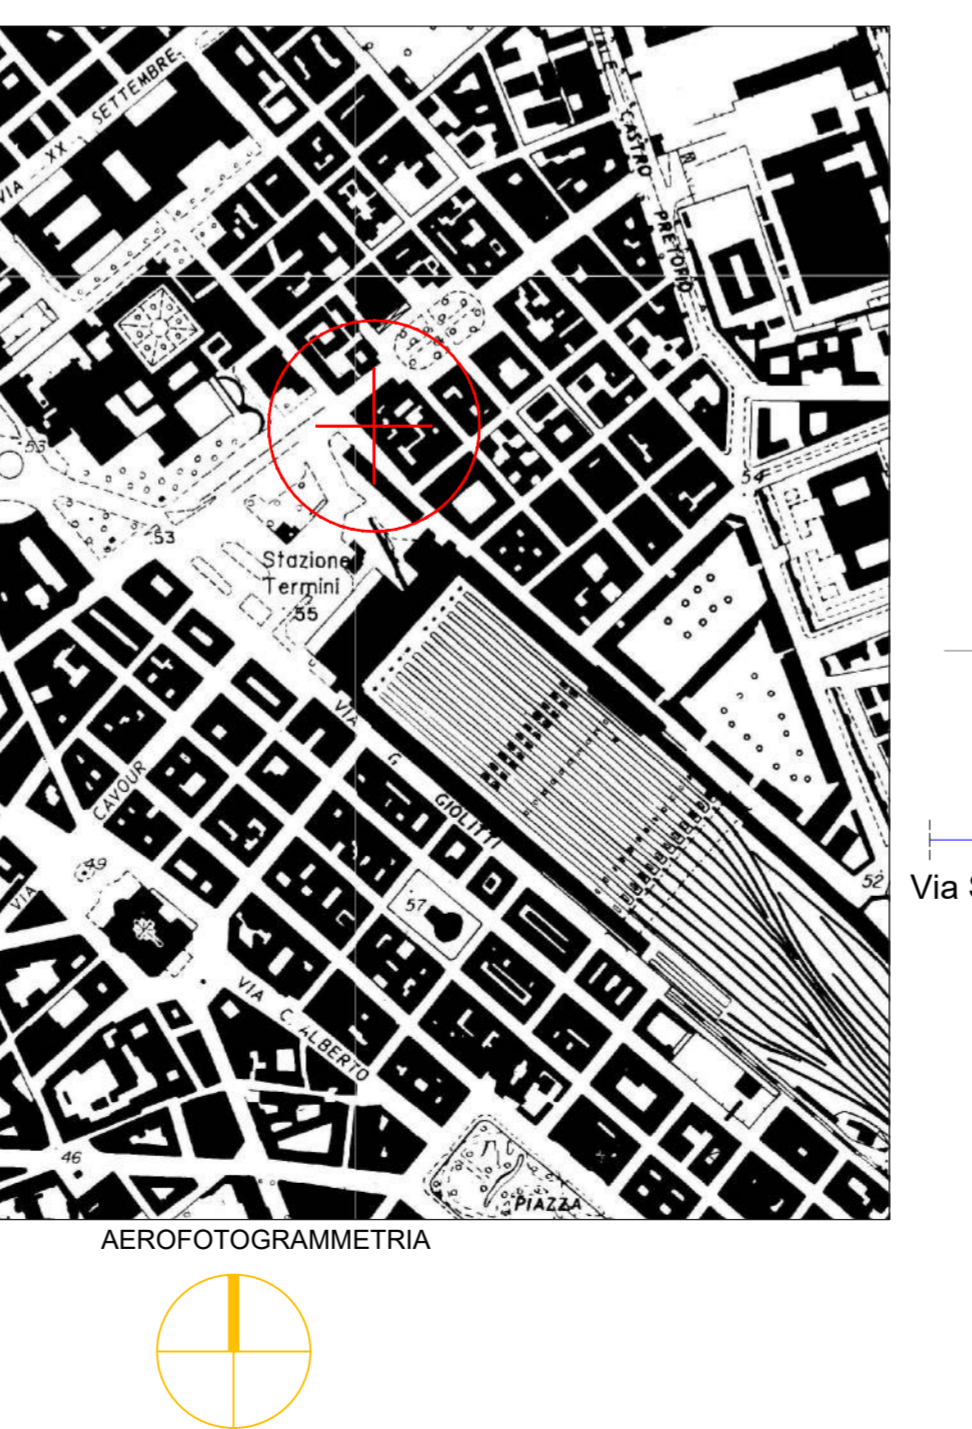 VIA XX SETTEMBRE
CASTRO
PRETORIO
53
54
53
Stazione
Termini
55
VIA
G
GIOLITTI
CAVOUR
49
52
Via
VIA
57
VIA C. ALBERTO
46
PIAZZA
AEROFOTOGRAMMETRIA